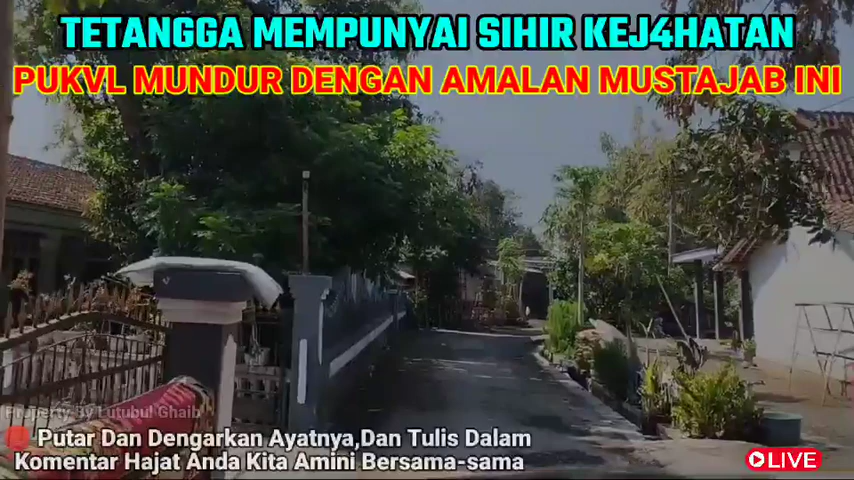 TETANGGA MEMPUNYAI SIHIR KEJ4HATAN
PUKVL MUNDUR DENGAN AMALAN MUSTAJAB INI
Property By Lutubul Ghaib
Putar Dan Dengarkan Ayatnya,Dan Tulis Dalam
Komentar Hajat Anda Kita Amini Bersama-sama
LIVE